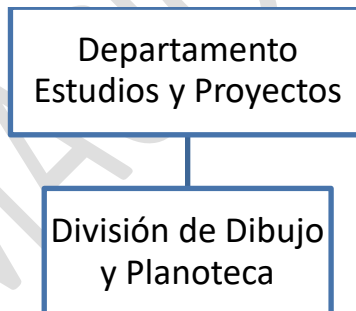 Departamento
Estudios y Proyectos
División de Dibujo
y Planoteca